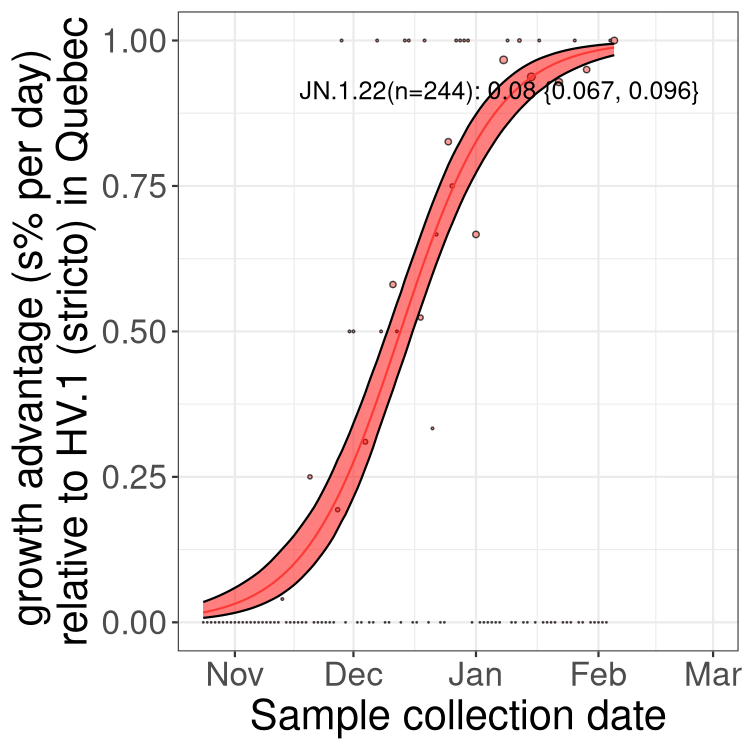 growth advantage (s% per day)
relative to HV.1 (stricto) in Quebec
1.00
0.75
0.50
0.25
0.00
JN.1.22(n=244): 0.08 {0.067, 0.096}
Nov Dec Jan Feb Mar
Sample collection date